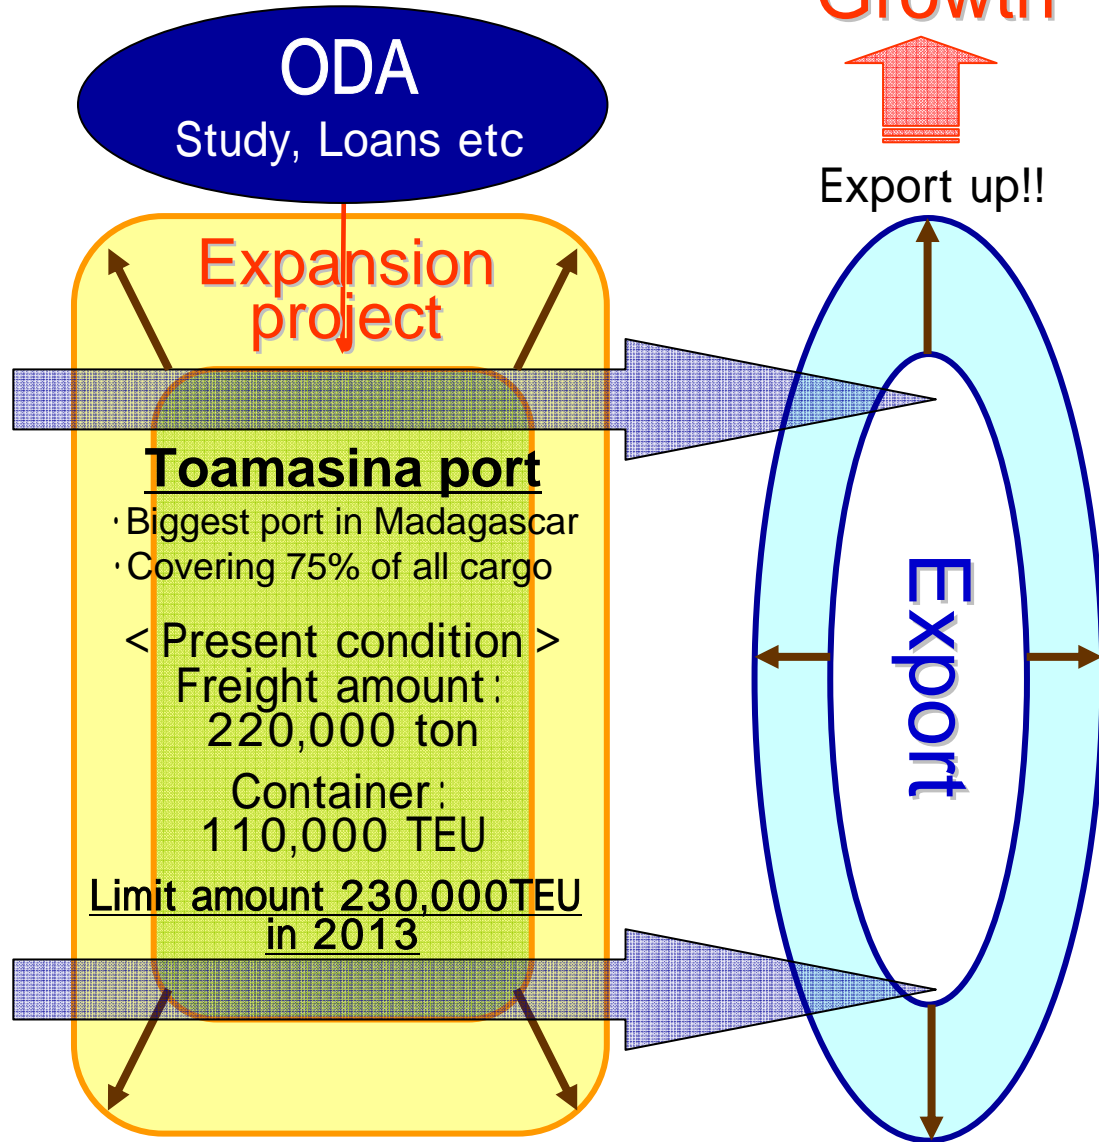 Growth
ODA
Study, Loans etc
Export up!!
Expansion
project
Toamasina port
·Biggest port in Madagascar
·Covering 75% of all cargo
<Present condition>
Freight amount:
220,000 ton
Container:
110,000 TEU
Limit amount 230,000TEU
in 2013
Export